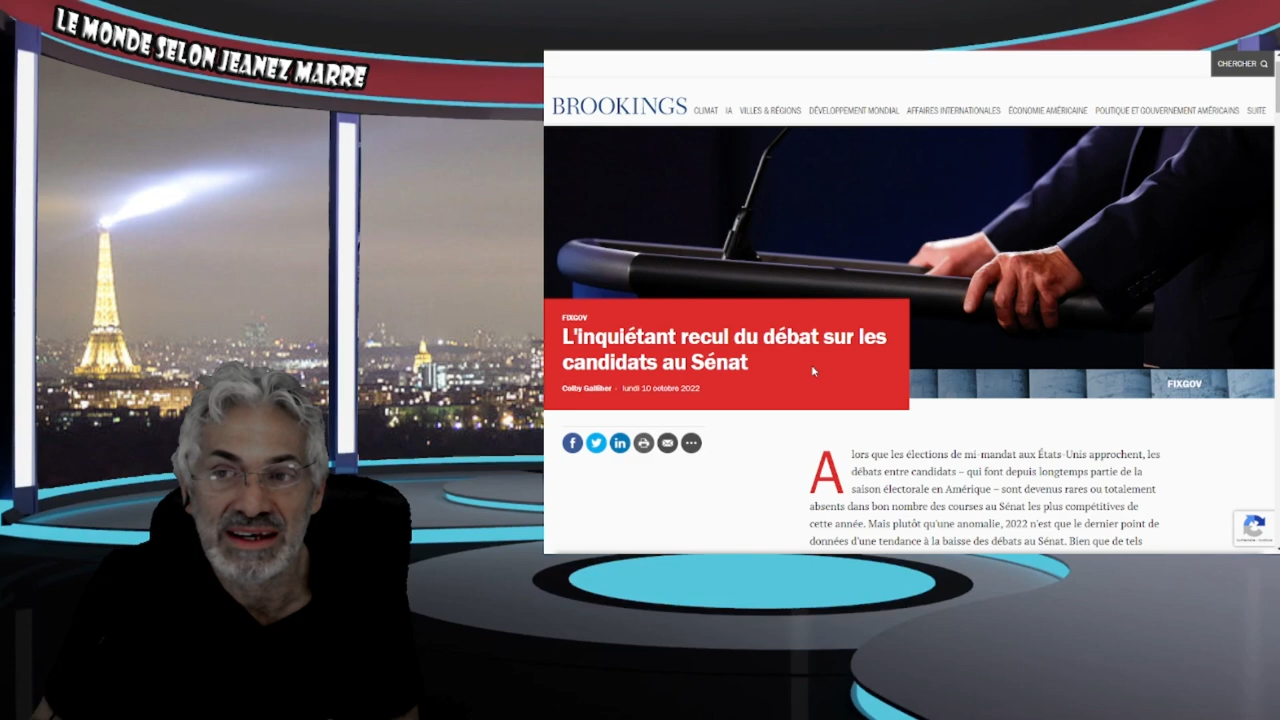 LE MONDE SELON JEANEZ MARRE
CHERCHER
BROOKINGS
CLIMAT IA VILLES & RÉGIONS DÉVELOPPEMENT MONDIAL AFFAIRES INTERNATIONALES ÉCONOMIE AMÉRICAINE POLITIQUE ET GOUVERNEMENT AMÉRICAINS SUITE
FIXGOV
L'inquiétant recul du débat sur les
candidats au Sénat
Colby Galliher - lundi 10 octobre 2022
FIXGOV
Alors que les élections de mi-mandat aux États-Unis approchent, les
débats entre candidats – qui font depuis longtemps partie de la
saison électorale en Amérique – sont devenus rares ou totalement
absents dans bon nombre des courses au Sénat les plus compétitives de
cette année. Mais plutôt qu'une anomalie, 2022 n'est que le dernier point de
données d'une tendance à la baisse des débats au Sénat. Bien que de tels